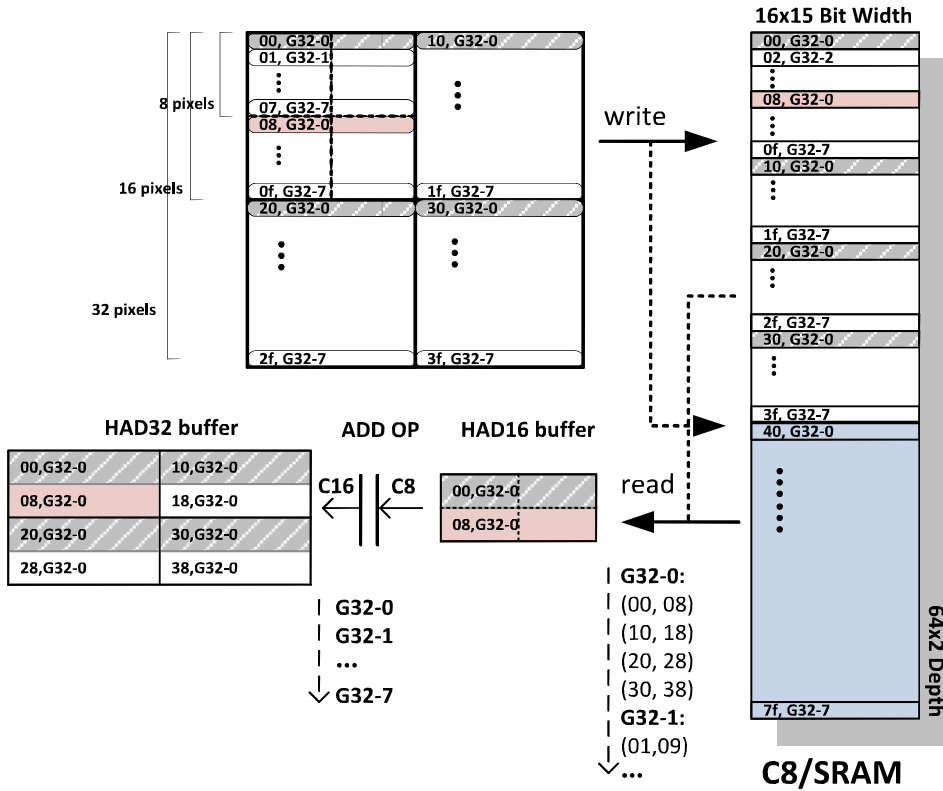 16x15 Bit Width
00, G32-0
10, G32-0
01, G32-1
07, G32-7
08, G32-0
0f, G32-7
1f, G32-7
20, G32-0
30, G32-0
2f, G32-7
3f, G32-7
8 pixels
16 pixels
32 pixels
write
00, G32-0
02, G32-2
08, G32-0
0f, G32-7
10, G32-0
1f, G32-7
20, G32-0
2f, G32-7
30, G32-0
3f, G32-7
40, G32-0
7f, G32-7
64x2 Depth
C8/SRAM
HAD32 buffer
ADD OP
HAD16 buffer
00,G32-0
10,G32-0
08,G32-0
18,G32-0
20,G32-0
30,G32-0
28,G32-0
38,G32-0
C16
C8
00,G32-0
08,G32-0
read
G32-0
G32-1
...
G32-7
G32-0:
(00, 08)
(10, 18)
(20, 28)
(30, 38)
G32-1:
(01,09)
...